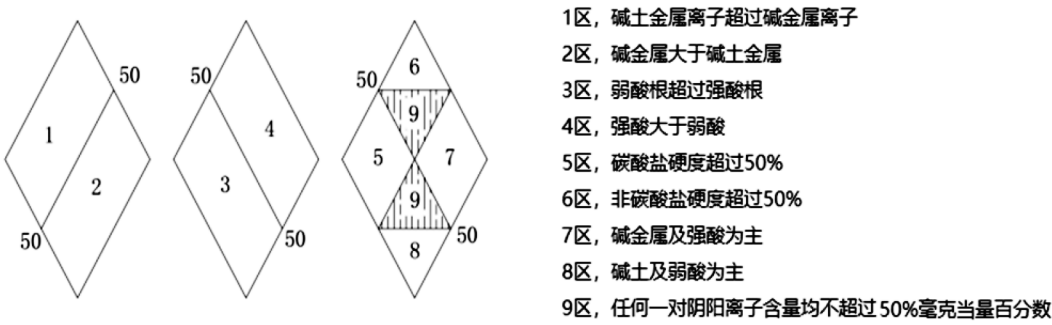 50
1
2
50
50
4
3
50
50
6
9
5
7
9
50
8
1区，碱土金属离子超过碱金属离子
2区，碱金属大于碱土金属
3区，弱酸根超过强酸根
4区，强酸大于弱酸
5区，碳酸盐硬度超过50%
6区，非碳酸盐硬度超过50%
7区，碱金属及强酸为主
8区，碱土及弱酸为主
9区，任何一对阴阳离子含量均不超过50%毫克当量百分数